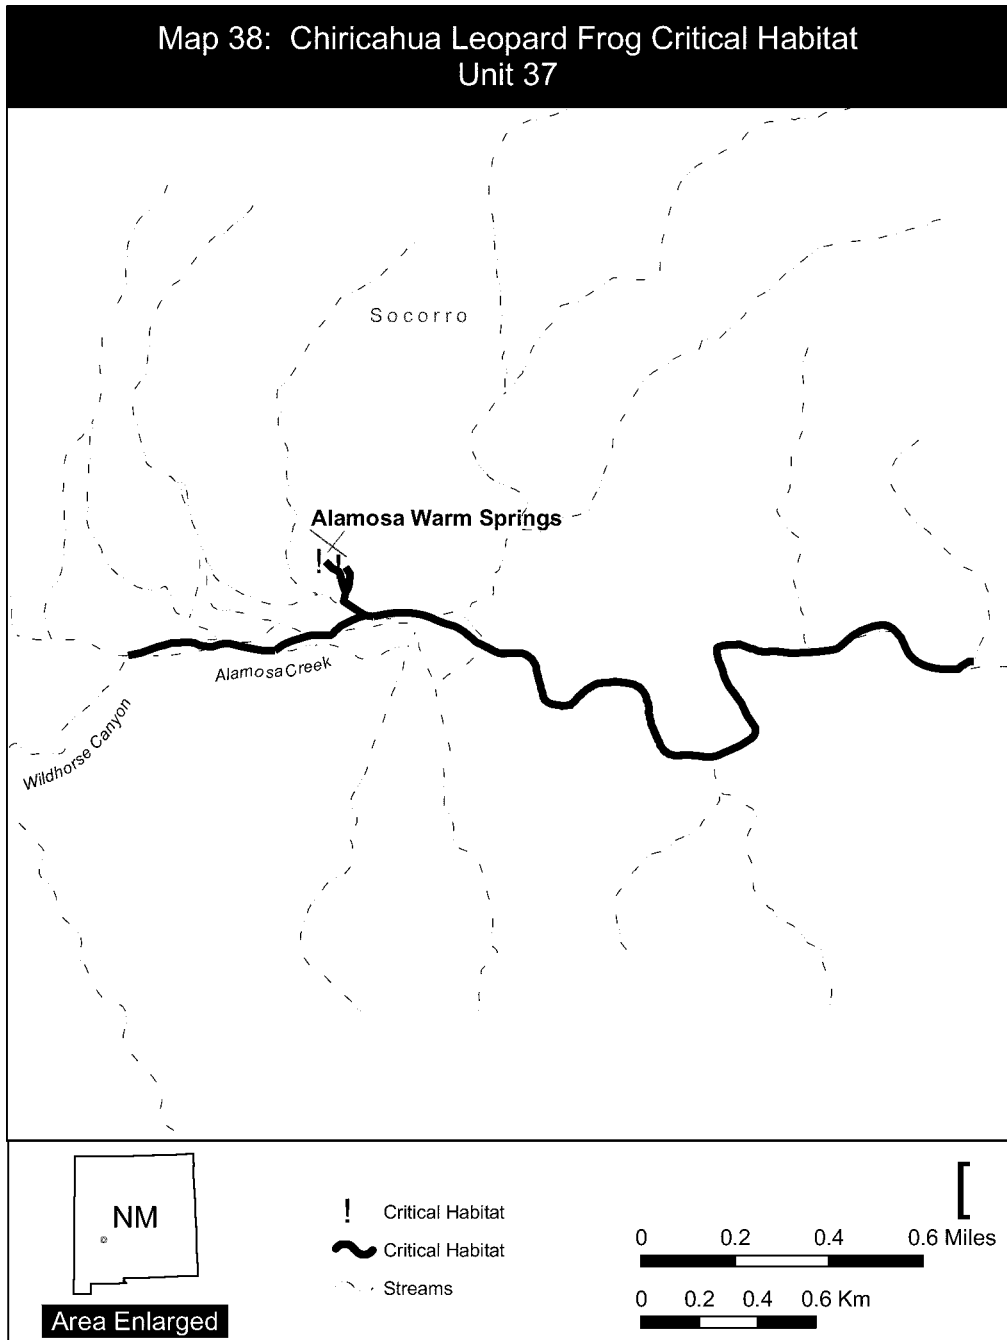 Map 38: Chiricahua Leopard Frog Critical Habitat
Unit 37
Socorro
Alamosa Warm Springs
! !
Alamosa Creek
Wildhorse Canyon
NM
Area Enlarged
! Critical Habitat
Critical Habitat
Streams
[
0 0.2 0.4 0.6 Miles
0 0.2 0.4 0.6 Km